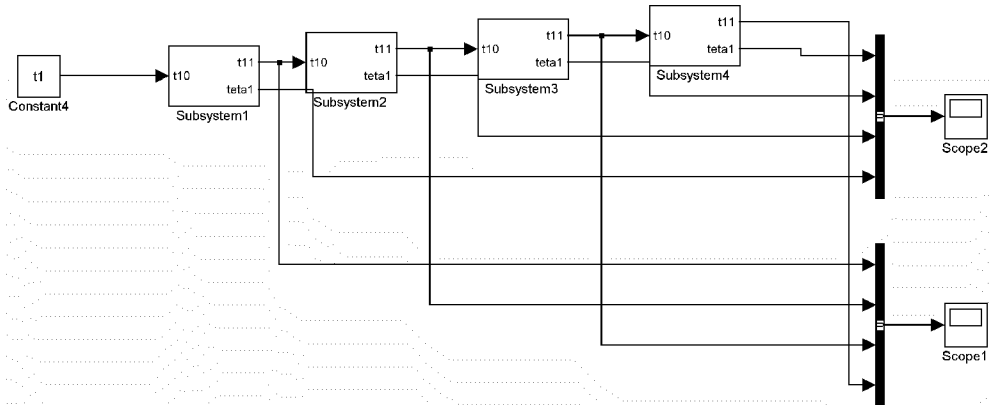 t1
Constant4
t10
t11
teta1
Subsystem1
t10
t11
teta1
Subsystem2
t10
t11
teta1
Subsystem3
t10
t11
teta1
Subsystem4
Scope2
Scope1